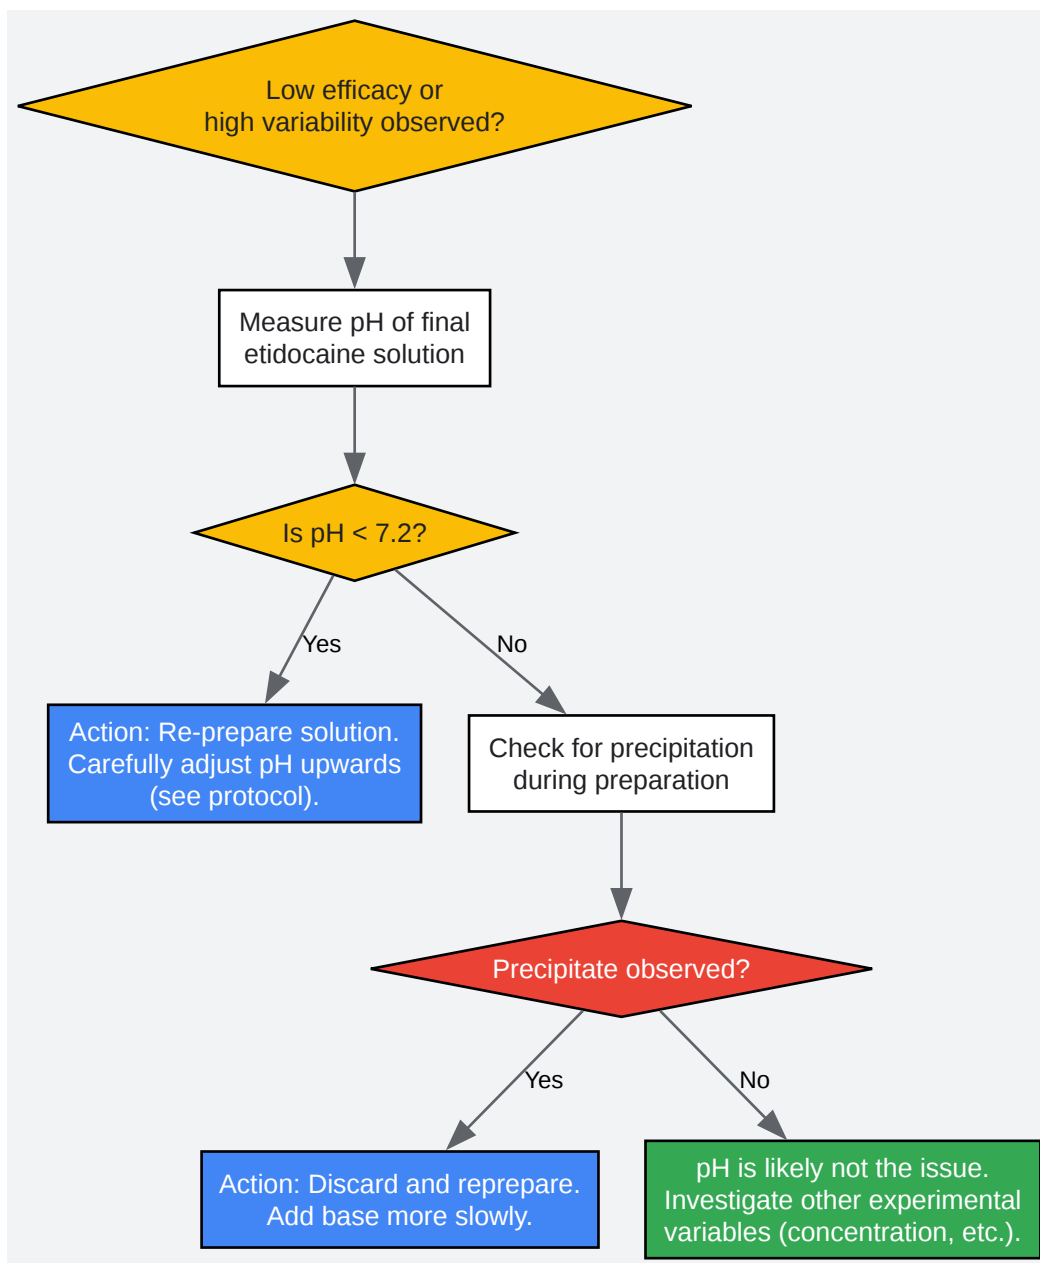 Low efficacy or
high variability observed?
Measure pH of final
etidocaine solution
Is pH < 7.2?
Yes
No
Action: Re-prepare solution.
Carefully adjust pH upwards
(see protocol).
Check for precipitation
during preparation
Precipitate observed?
Yes
No
Action: Discard and reprepare.
Add base more slowly.
pH is likely not the issue.
Investigate other experimental
variables (concentration, etc.).